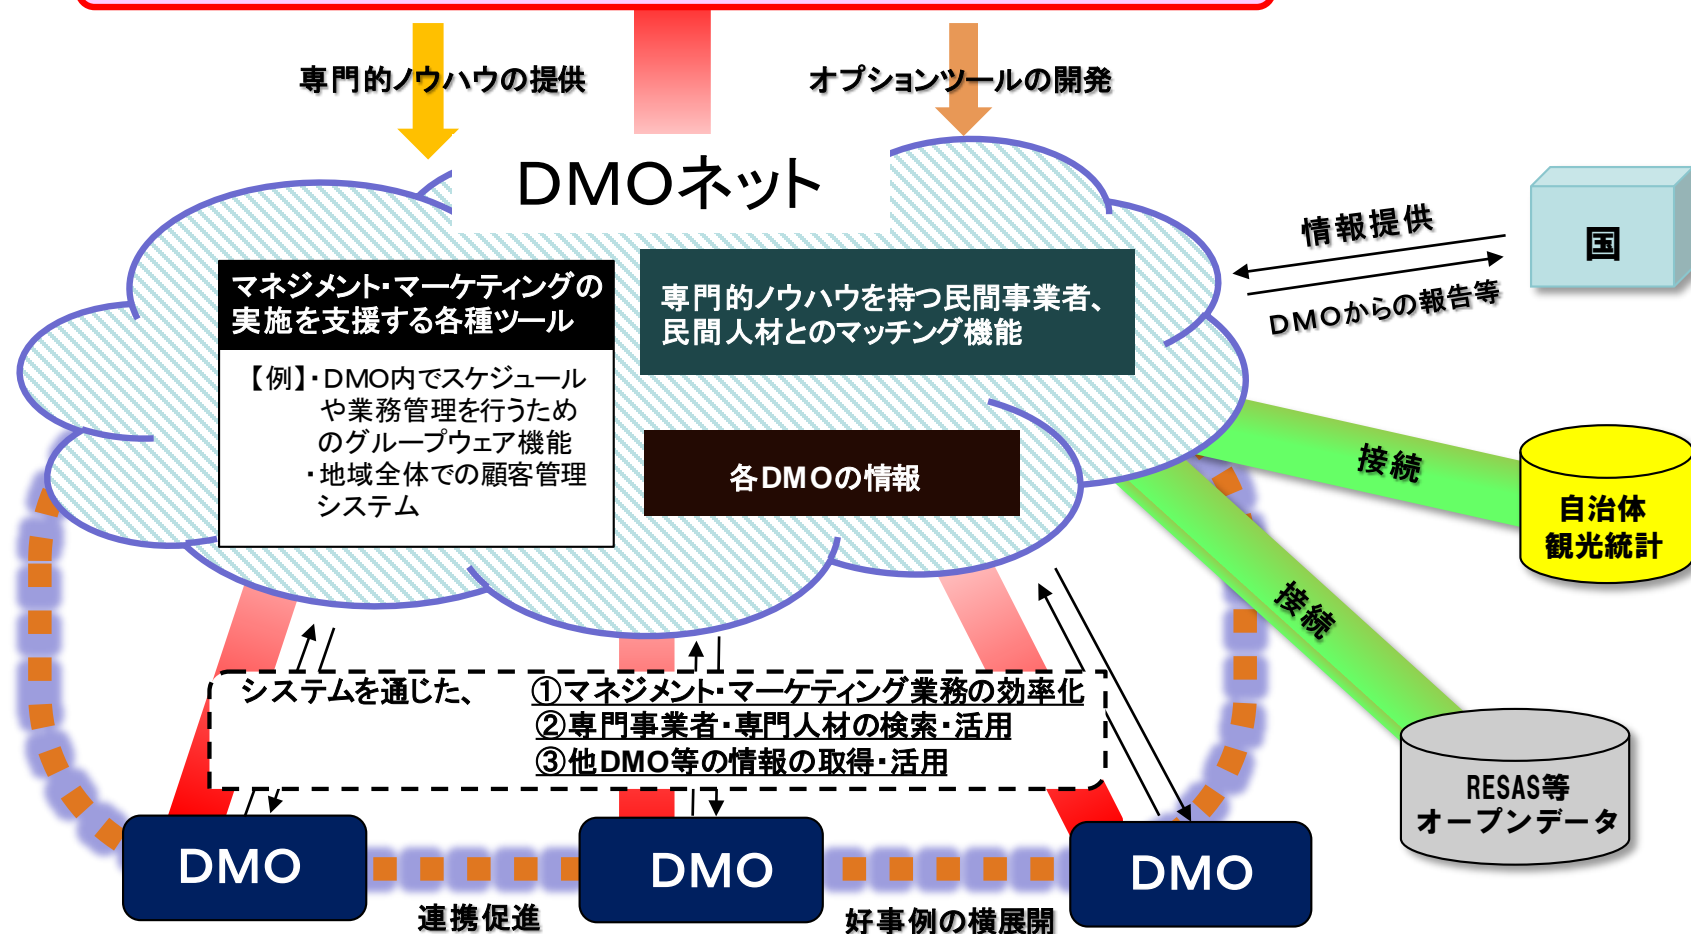 専門的ノウハウの提供
オプションツールの開発
DMOネット
マネジメント・マーケティングの
実施を支援する各種ツール
【例】・DMO内でスケジュール
や業務管理を行うため
のグループウェア機能
・地域全体での顧客管理
システム
専門的ノウハウを持つ民間事業者、
民間人材とのマッチング機能
各DMOの情報
情報提供
DMOからの報告等
国
接続
自治体
観光統計
接続
RESAS等
オープンデータ
システムを通じた、 ①マネジメント・マーケティング業務の効率化
②専門事業者・専門人材の検索・活用
③他DMO等の情報の取得・活用
DMO
DMO
DMO
連携促進
好事例の横展開